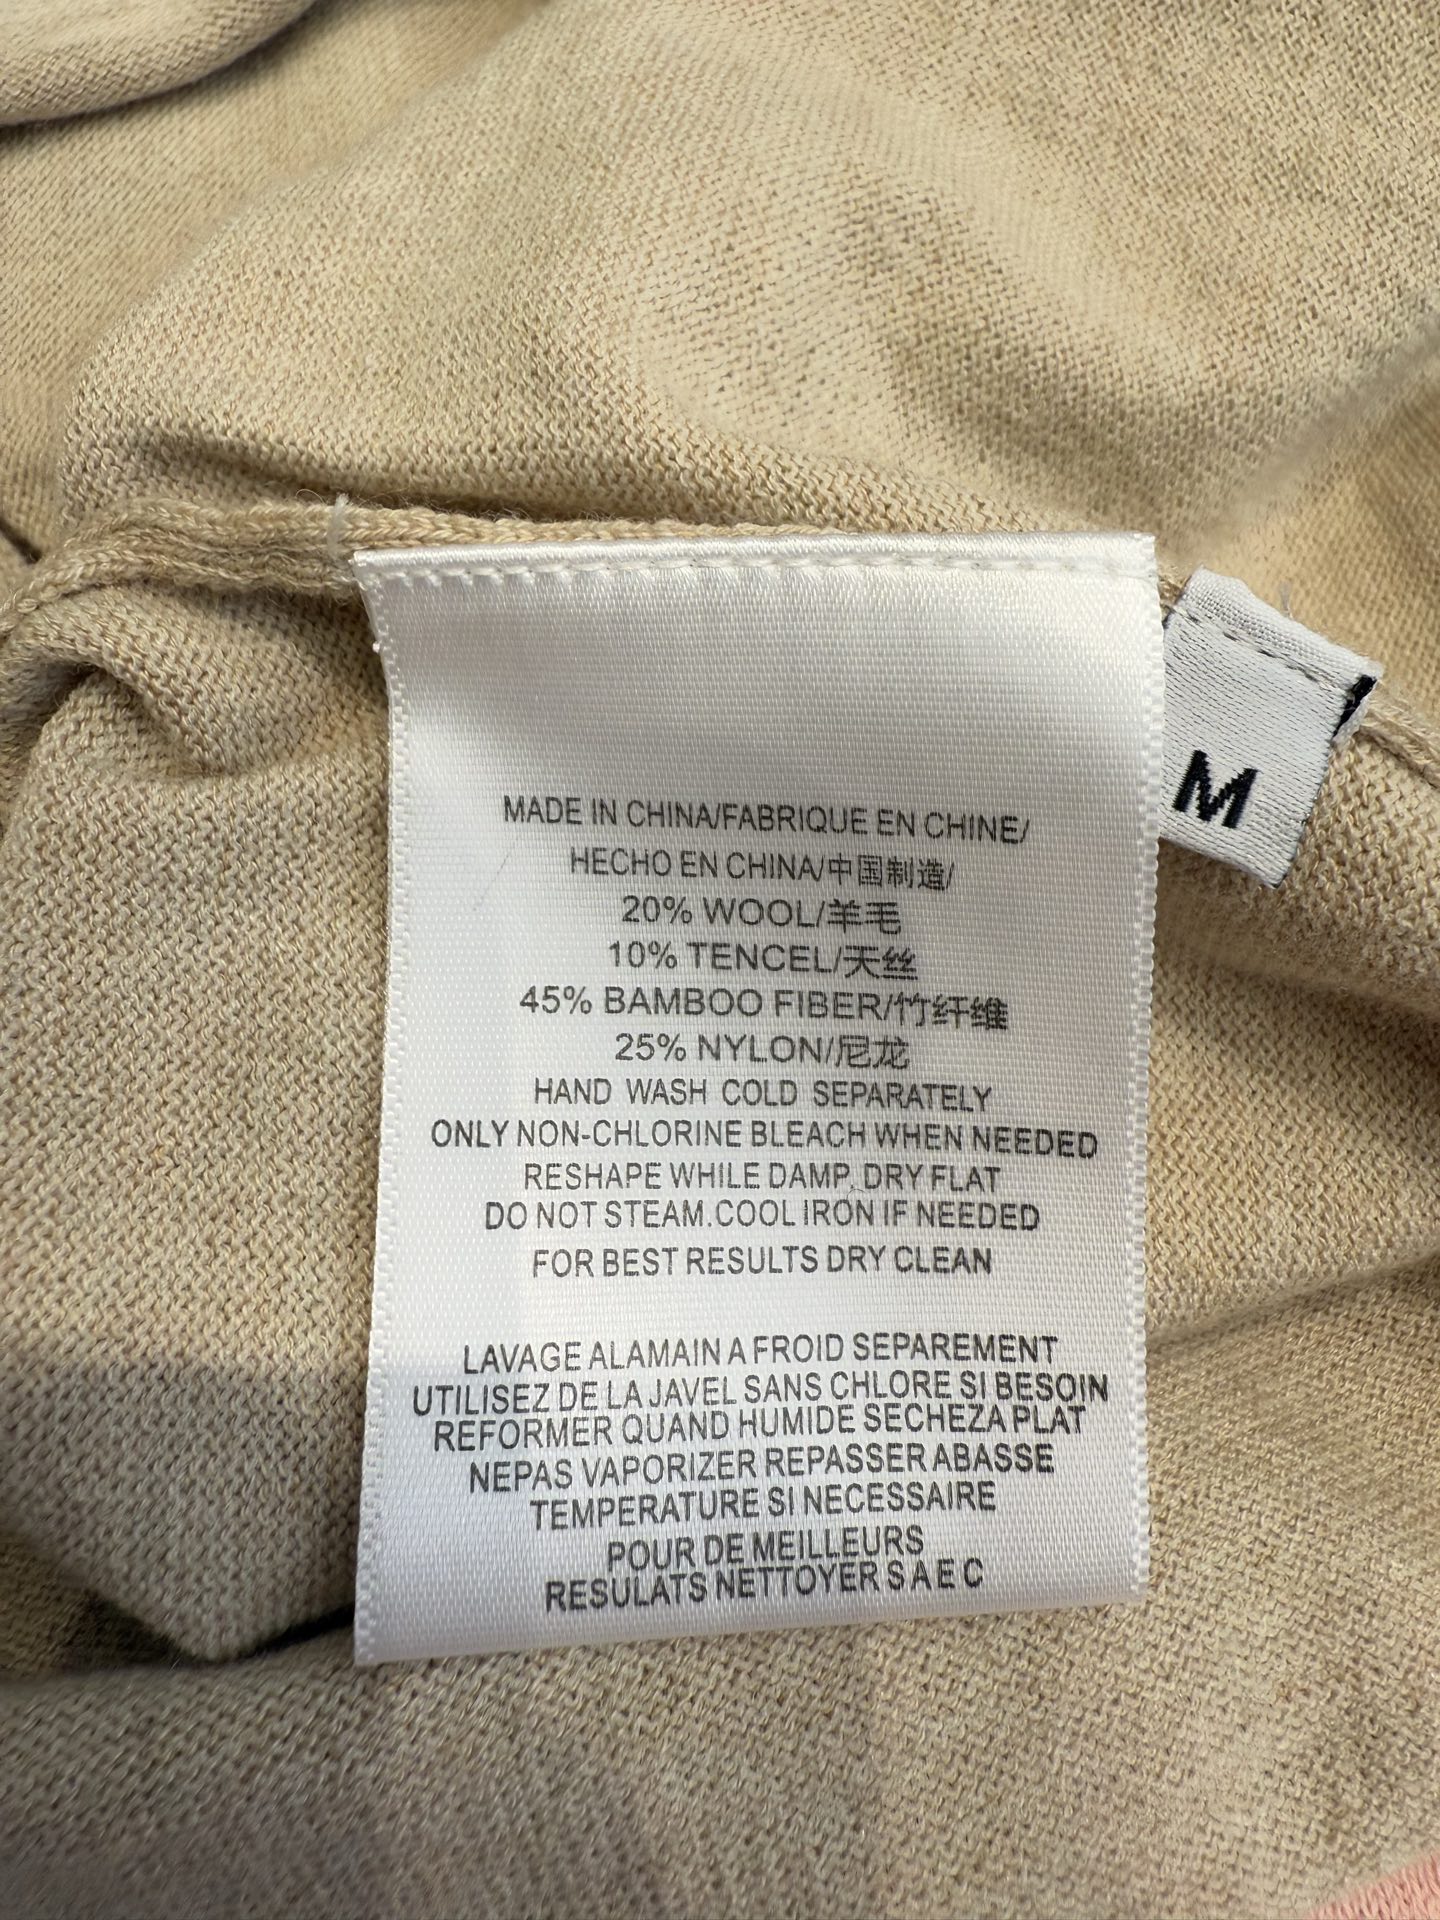 MADE IN CHINA/FABRIQUE EN CHINE/
HECHO EN CHINA/中国制造/
20% WOOL/羊毛
10% TENCEL/天丝
45% BAMBOO FIBER/竹纤维
25% NYLON/尼龙
HAND WASH COLD SEPARATELY
ONLY NON-CHLORINE BLEACH WHEN NEEDED
RESHAPE WHILE DAMP. DRY FLAT
DO NOT STEAM.COOL IRON IF NEEDED
FOR BEST RESULTS DRY CLEAN
LAVAGE ALAMAIN A FROID SEPAREMENT
UTILISEZ DE LA JAVEL SANS CHLORE SI BESOIN
REFORMER QUAND HUMIDE SECHEZA PLAT
NEPAS VAPORIZER REPASSER ABASSE
TEMPERATURE SI NECESSAIRE
POUR DE MEILLEURS
RESULATS NETTOYER S A E C
M